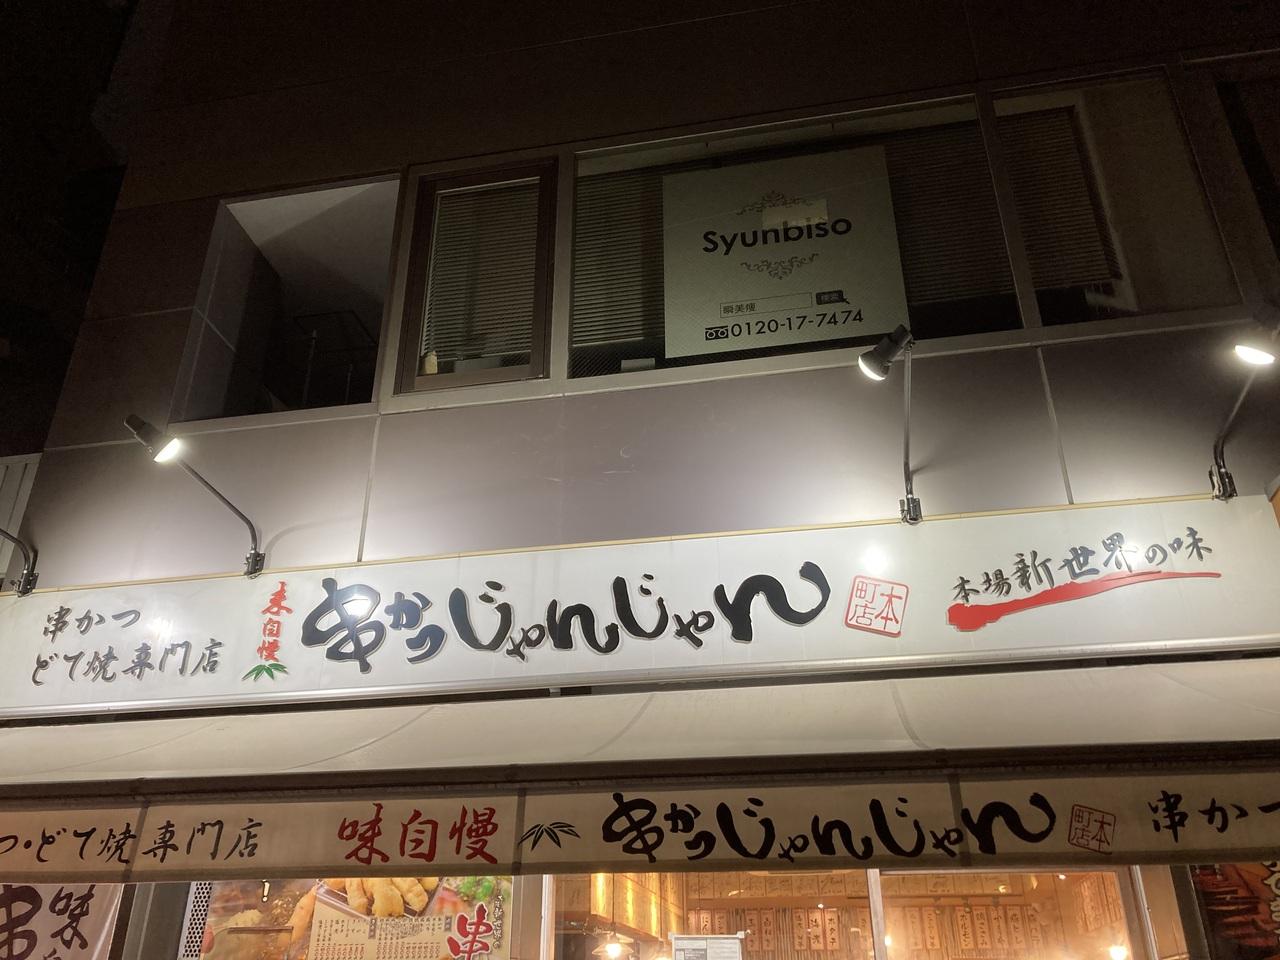 Syunbiso
瞬美痩 検索
0120-17-7474
串かつ
どて焼専門店
味自慢
串かつじゃんじゃん
本町店
本場新世界の味
つ・どて焼専門店
味自慢
串かつじゃんじゃん
本町店
串かつ
味
串
串